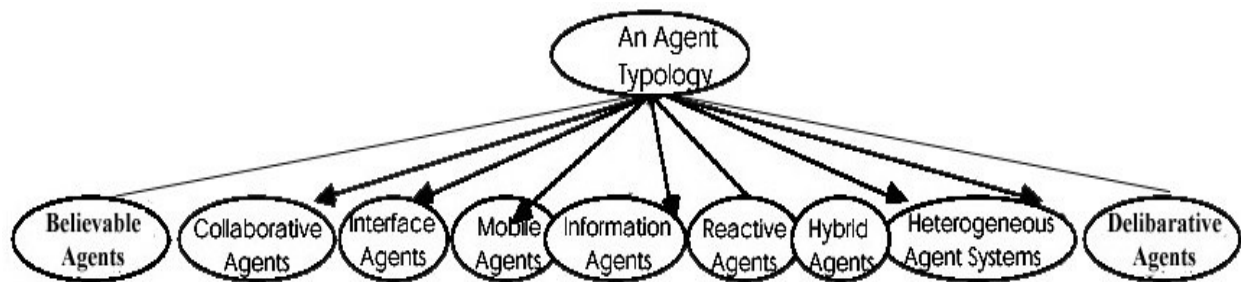 An Agent
Typology
Believable
Agents
Collaborative
Agents
Interface
Agents
Mobile
Agents
Information
Agents
Reactive
Agents
Hybrid
Agents
Heterogeneous
Agent Systems
Delibarative
Agents